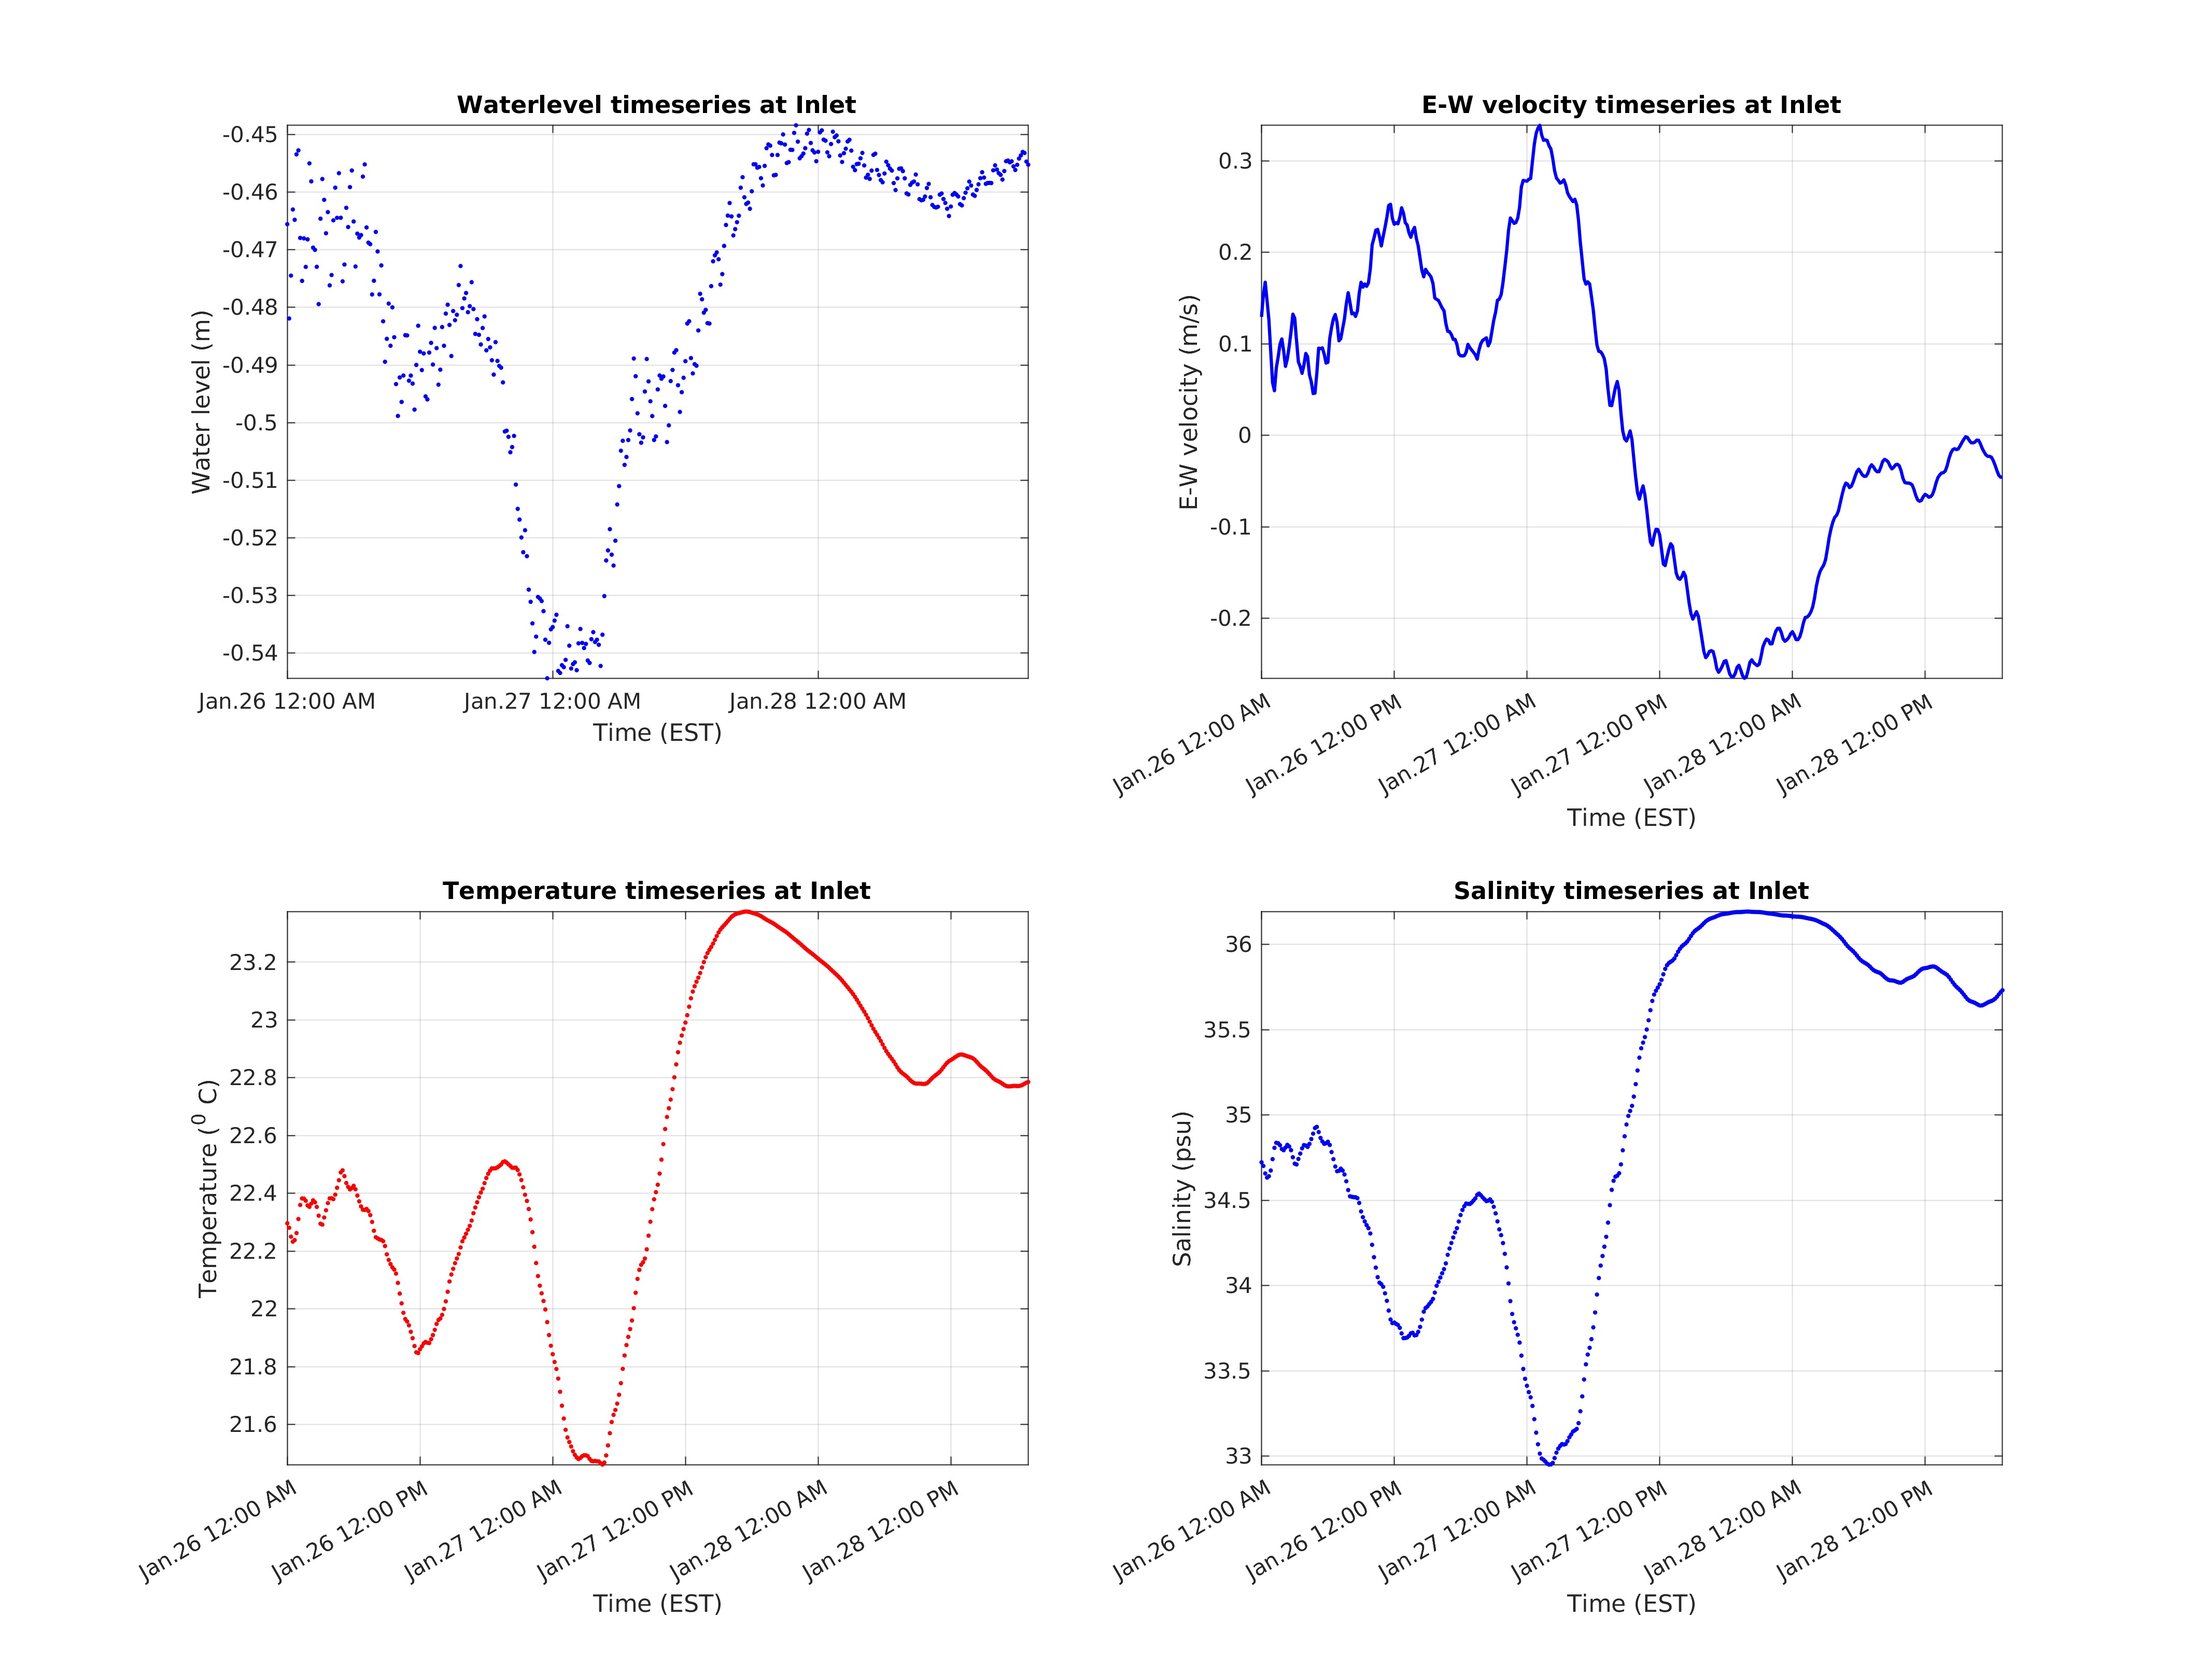 Waterlevel timeseries at Inlet
-0.45
-0.46
-0.47
-0.48
-0.49
-0.5
-0.51
-0.52
-0.53
-0.54
Water level (m)
Jan.26 12:00 AM
Jan.27 12:00 AM
Jan.28 12:00 AM
Time (EST)
E-W velocity timeseries at Inlet
0.3
0.2
0.1
0
-0.1
-0.2
E-W velocity (m/s)
Jan.26 12:00 AM
Jan.26 12:00 PM
Jan.27 12:00 AM
Jan.27 12:00 PM
Jan.28 12:00 AM
Jan.28 12:00 PM
Time (EST)
Temperature timeseries at Inlet
23.2
23
22.8
22.6
22.4
22.2
22
21.8
21.6
Temperature (⁰ C)
Jan.26 12:00 AM
Jan.26 12:00 PM
Jan.27 12:00 AM
Jan.27 12:00 PM
Jan.28 12:00 AM
Jan.28 12:00 PM
Time (EST)
Salinity timeseries at Inlet
36
35.5
35
34.5
34
33.5
33
Salinity (psu)
Jan.26 12:00 AM
Jan.26 12:00 PM
Jan.27 12:00 AM
Jan.27 12:00 PM
Jan.28 12:00 AM
Jan.28 12:00 PM
Time (EST)